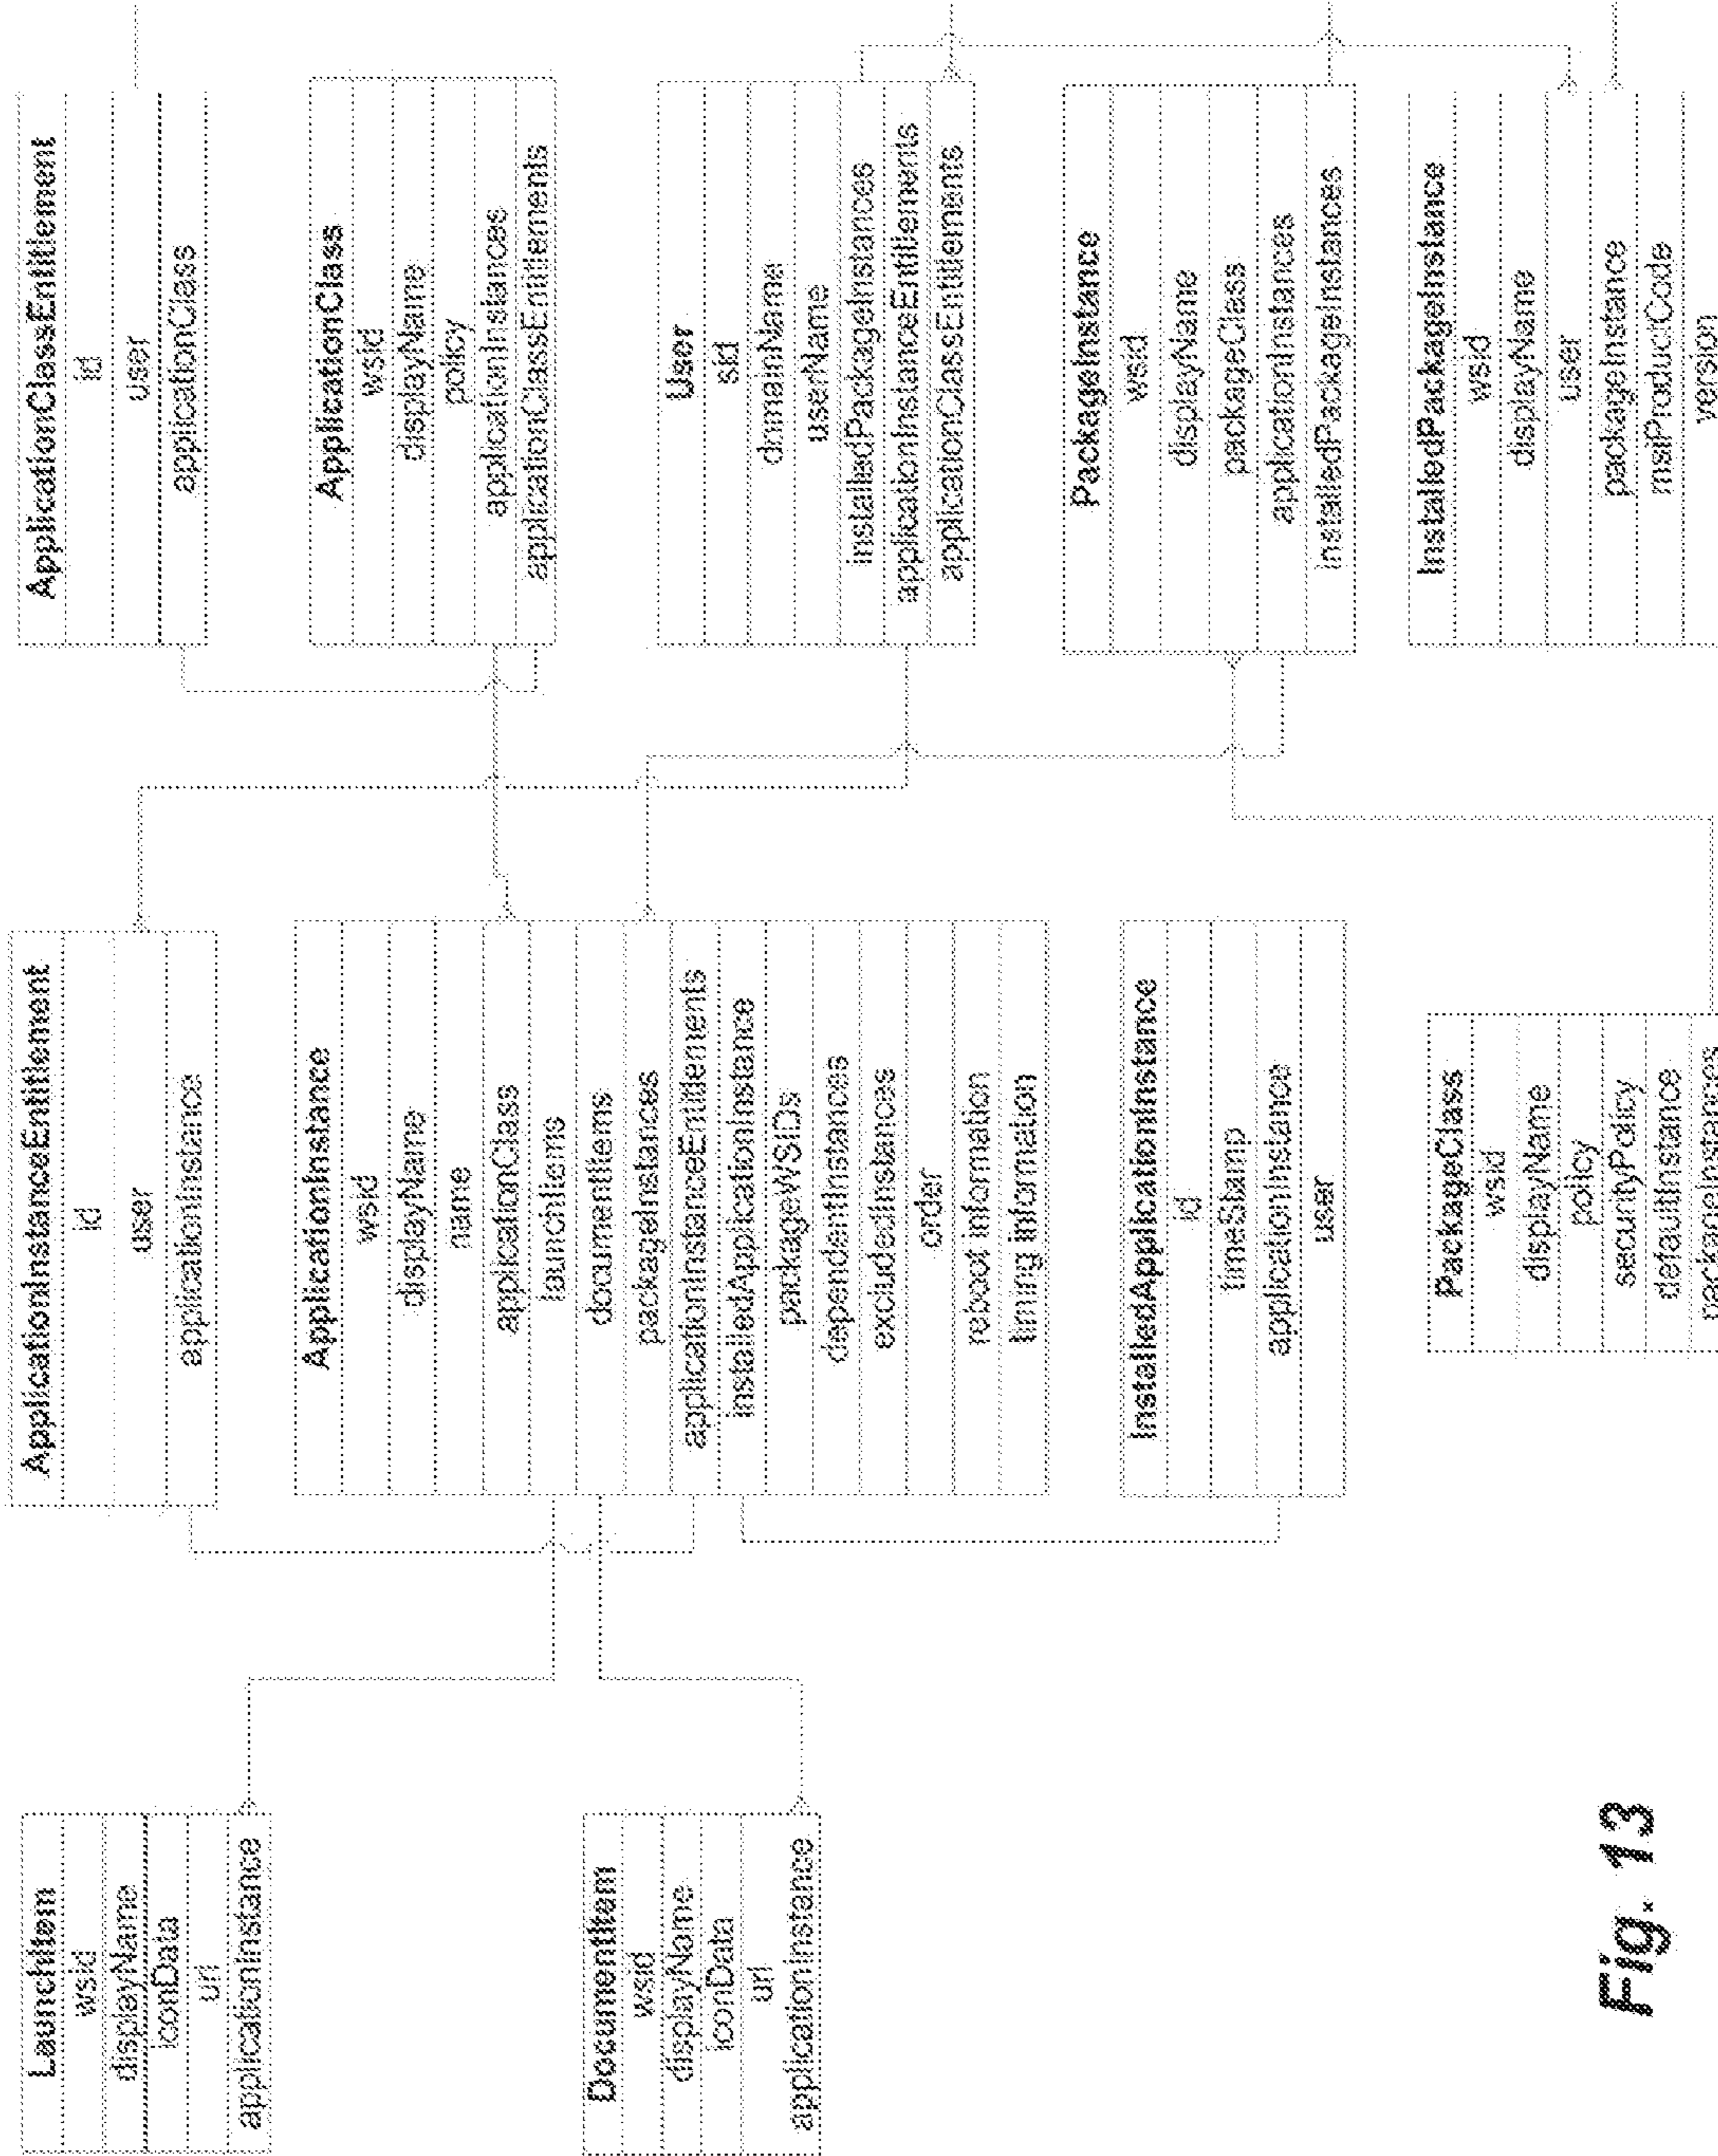 LaunchItem
wsid
displayName
iconData
url
applicationInstance
DocumentItem
wsid
displayName
iconData
url
applicationInstance
ApplicationInstanceEntitlement
id
user
applicationInstance
ApplicationInstance
wsid
displayName
name
applicationClass
launchItems
documentItems
packageInstances
applicationInstanceEntitlements
installedApplicationInstance
packageWSIDs
dependentInstances
excludedInstances
order
reboot information
timing information
InstalledApplicationInstance
id
timeStamp
applicationInstance
user
PackageClass
wsid
displayName
policy
securityPolicy
defaultInstance
packageInstances
ApplicationClassEntitlement
id
user
applicationClass
ApplicationClass
wsid
displayName
policy
applicationInstances
applicationClassEntitlements
User
sid
domainName
userName
installedPackageInstances
applicationInstanceEntitlements
applicationClassEntitlements
PackageInstance
wsid
displayName
packageClass
applicationInstances
installedPackageInstances
InstalledPackageInstance
wsid
displayName
user
packageInstance
msiProductCode
version
Fig. 13